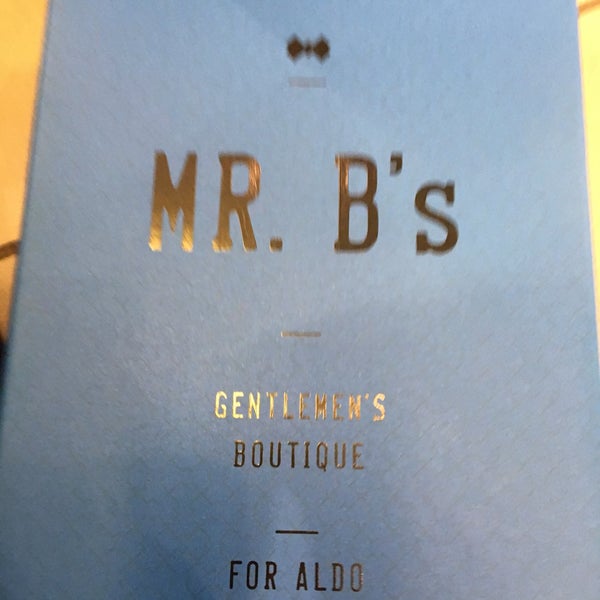 MR. B's
GENTLEMEN'S
BOUTIQUE
FOR ALDO